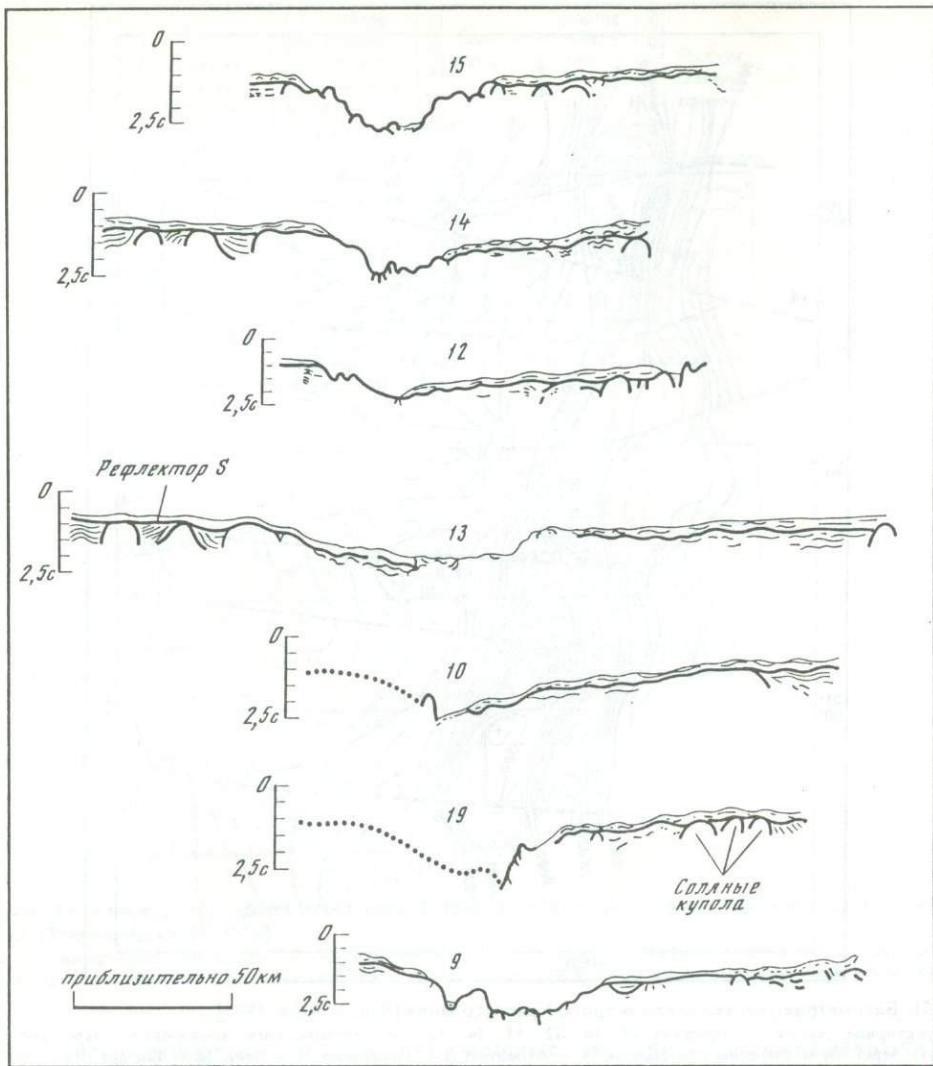 0
15
2,5с
0
14
2,5с
0
12
2,5с
Рефлектор S
0
13
2,5с
0
10
2,5с
0
19
2,5с
Соляные
купола
0
9
приблизительно 50км
2,5с